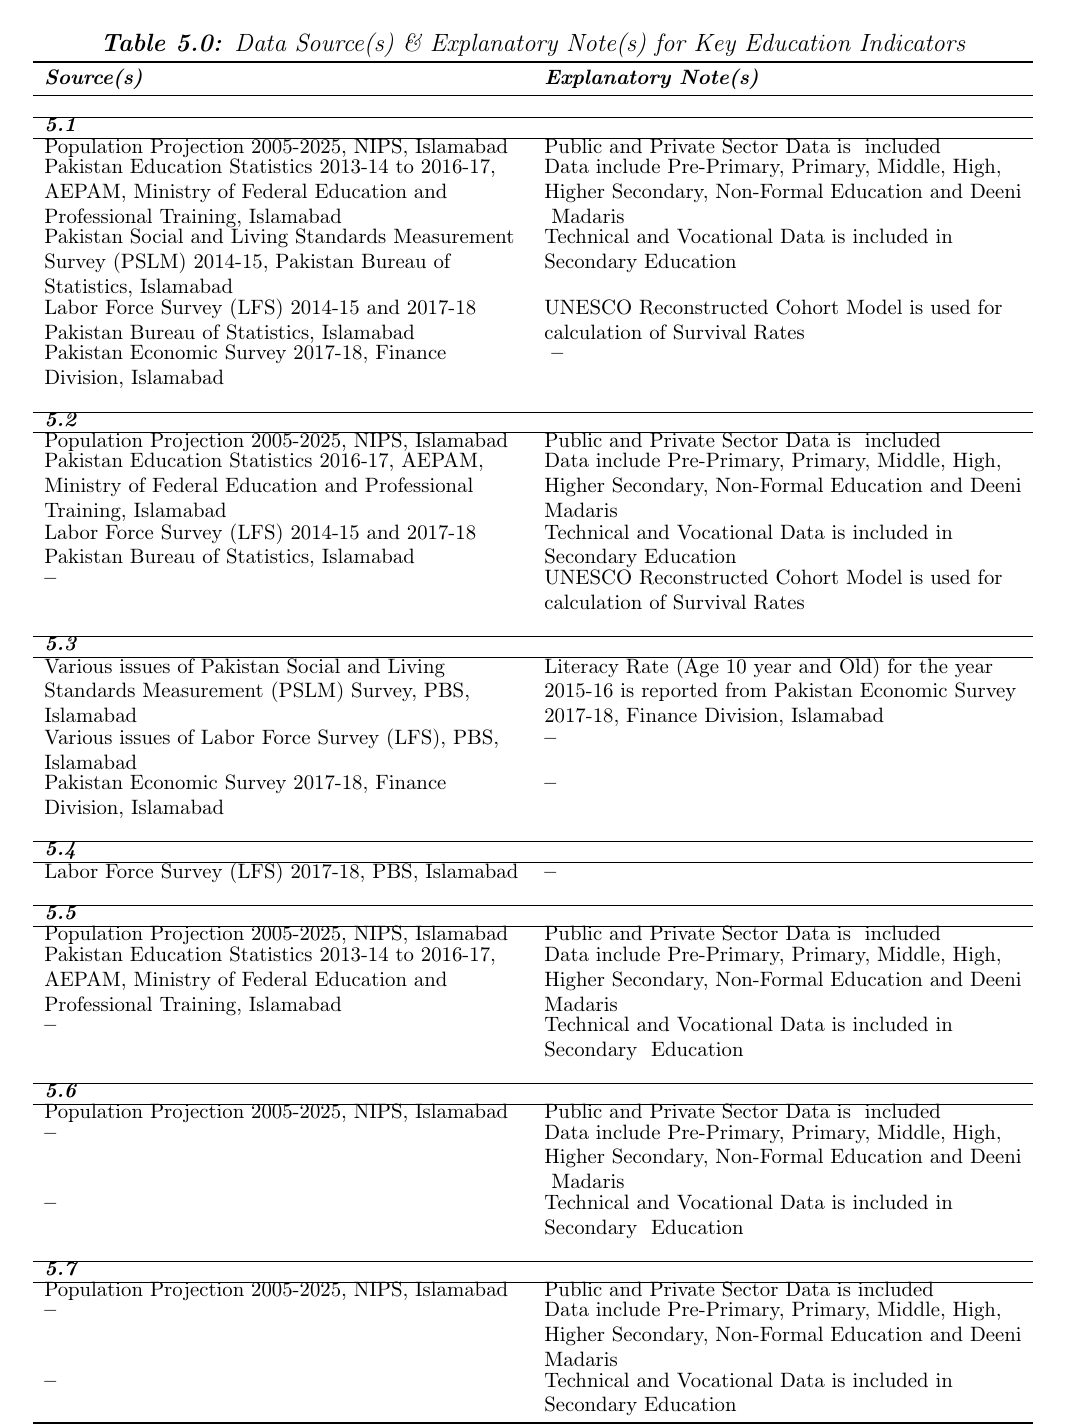 Table 5.0: Data Source(s) & Explanatory Note(s) for Key Education Indicators
Source(s) Explanatory Note(s)
5.1
Population Projection 2005-2025, NIPS, Islamabad Public and Private Sector Data is included
Pakistan Education Statistics 2013-14 to 2016-17, Data include Pre-Primary, Primary, Middle, High,
AEPAM, Ministry of Federal Education and Higher Secondary, Non-Formal Education and Deeni
Professional Training, Islamabad Madaris
Pakistan Social and Living Standards Measurement Technical and Vocational Data is included in
Survey (PSLM) 2014-15, Pakistan Bureau of Secondary Education
Statistics, Islamabad
Labor Force Survey (LFS) 2014-15 and 2017-18 UNESCO Reconstructed Cohort Model is used for
Pakistan Bureau of Statistics, Islamabad calculation of Survival Rates
Pakistan Economic Survey 2017-18, Finance –
Division, Islamabad
5.2
Population Projection 2005-2025, NIPS, Islamabad Public and Private Sector Data is included
Pakistan Education Statistics 2016-17, AEPAM, Data include Pre-Primary, Primary, Middle, High,
Ministry of Federal Education and Professional Higher Secondary, Non-Formal Education and Deeni
Training, Islamabad Madaris
Labor Force Survey (LFS) 2014-15 and 2017-18 Technical and Vocational Data is included in
Pakistan Bureau of Statistics, Islamabad Secondary Education
– UNESCO Reconstructed Cohort Model is used for
calculation of Survival Rates
5.3
Various issues of Pakistan Social and Living Literacy Rate (Age 10 year and Old) for the year
Standards Measurement (PSLM) Survey, PBS, 2015-16 is reported from Pakistan Economic Survey
Islamabad 2017-18, Finance Division, Islamabad
Various issues of Labor Force Survey (LFS), PBS, –
Islamabad
Pakistan Economic Survey 2017-18, Finance –
Division, Islamabad
5.4
Labor Force Survey (LFS) 2017-18, PBS, Islamabad –
5.5
Population Projection 2005-2025, NIPS, Islamabad Public and Private Sector Data is included
Pakistan Education Statistics 2013-14 to 2016-17, Data include Pre-Primary, Primary, Middle, High,
AEPAM, Ministry of Federal Education and Higher Secondary, Non-Formal Education and Deeni
Professional Training, Islamabad Madaris
– Technical and Vocational Data is included in
Secondary Education
5.6
Population Projection 2005-2025, NIPS, Islamabad Public and Private Sector Data is included
– Data include Pre-Primary, Primary, Middle, High,
Higher Secondary, Non-Formal Education and Deeni
Madaris
– Technical and Vocational Data is included in
Secondary Education
5.7
Population Projection 2005-2025, NIPS, Islamabad Public and Private Sector Data is included
– Data include Pre-Primary, Primary, Middle, High,
Higher Secondary, Non-Formal Education and Deeni
Madaris
– Technical and Vocational Data is included in
Secondary Education